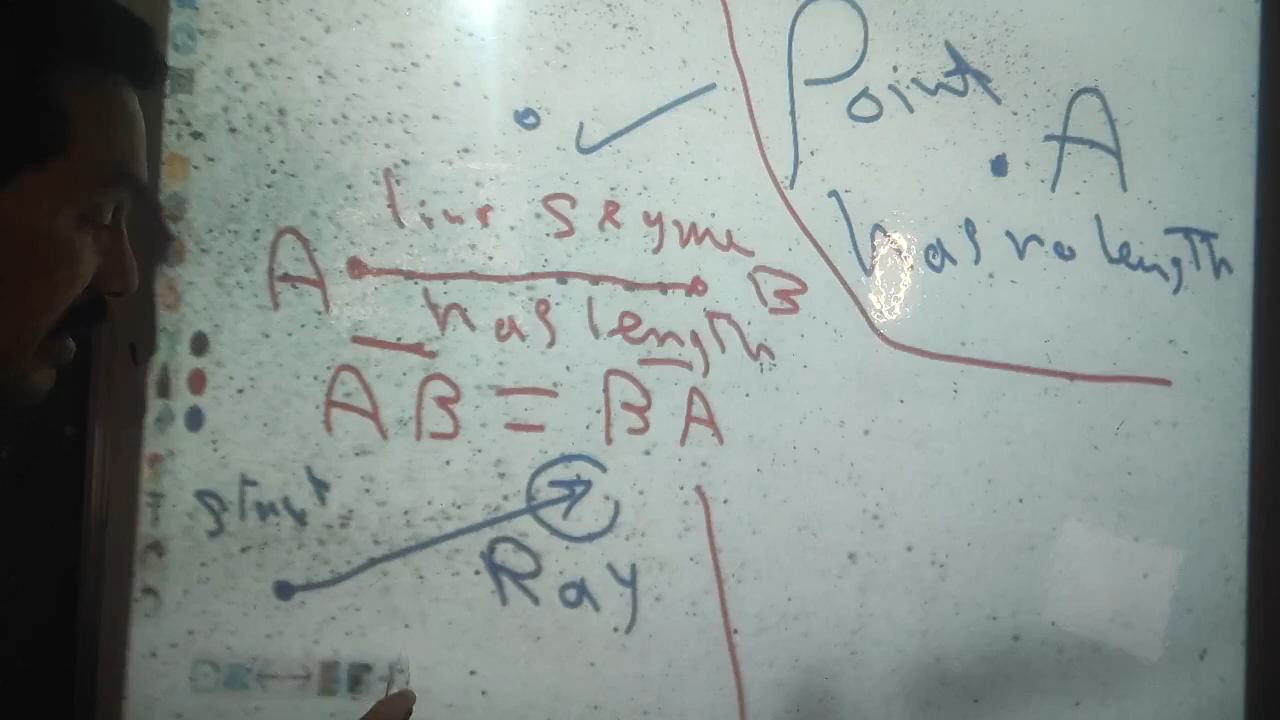 Point
. A
has no length
line segme
A B
has length
AB = BA
start
Ray